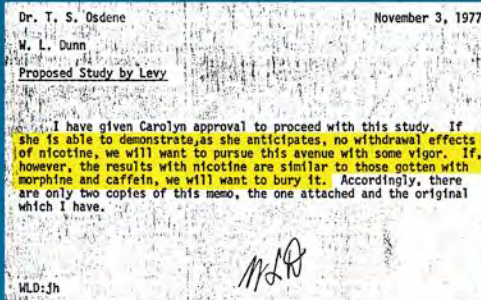 Dr. T. S. Osdene November 3, 1977
W. L. Dunn
Proposed Study by Levy
I have given Carolyn approval to proceed with this study. If
she is able to demonstrate,as she anticipates, no withdrawal effects
of nicotine, we will want to pursue this avenue with some vigor. If,
however, the results with nicotine are similar to those gotten with
morphine and caffein, we will want to bury it. Accordingly, there
are only two copies of this memo, the one attached and the original
which I have.
WLD
WLD:jh